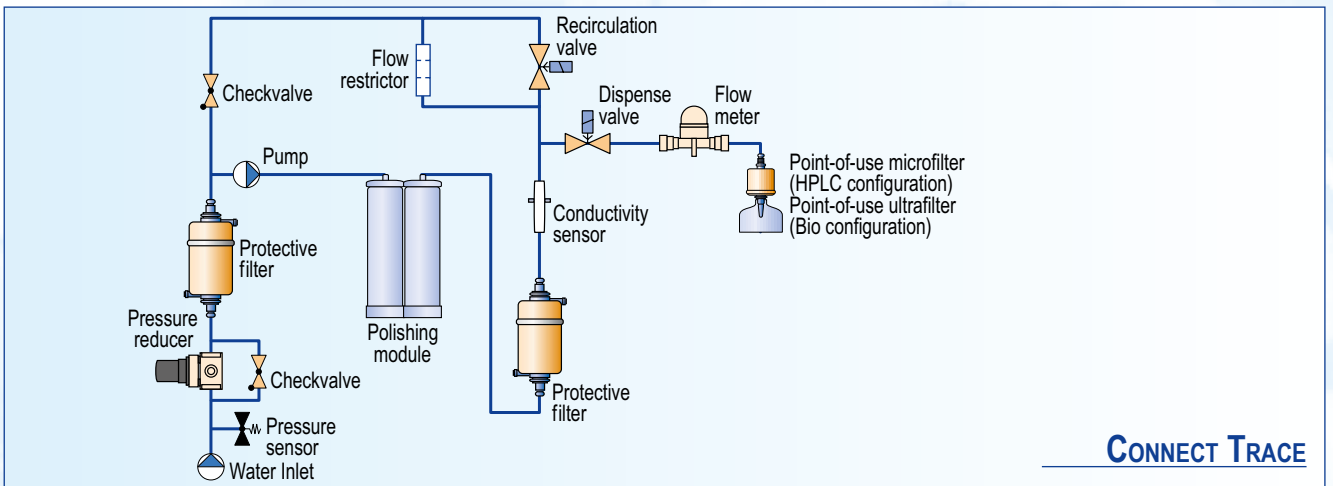 Recirculation
valve
Flow
restrictor
Checkvalve
Dispense
valve
Flow
meter
Pump
Point-of-use microfilter
(HPLC configuration)
Point-of-use ultrafilter
(Bio configuration)
Conductivity
sensor
Protective
filter
Pressure
reducer
Polishing
module
Checkvalve
Protective
filter
Pressure
sensor
Water Inlet
CONNECT TRACE